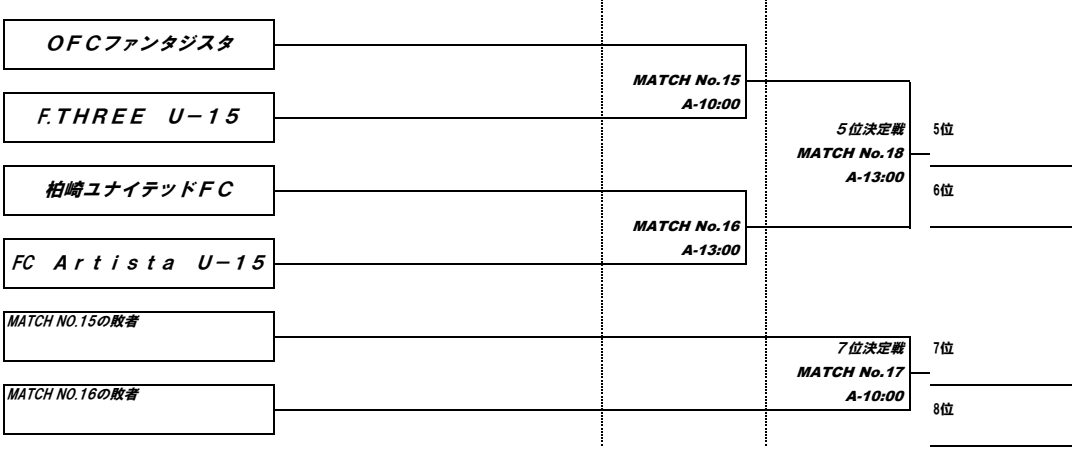 ＯＦＣファンタジスタ
F.ＴＨＲＥＥ　Ｕ－１５
柏崎ユナイテッドＦＣ
FC　Ａｒｔｉｓｔａ　Ｕ－１５
MATCH NO.15の敗者
MATCH NO.16の敗者
MATCH No.15
A-10:00
MATCH No.16
A-13:00
５位決定戦
MATCH No.18
A-13:00
７位決定戦
MATCH No.17
A-10:00
5位
6位
7位
8位